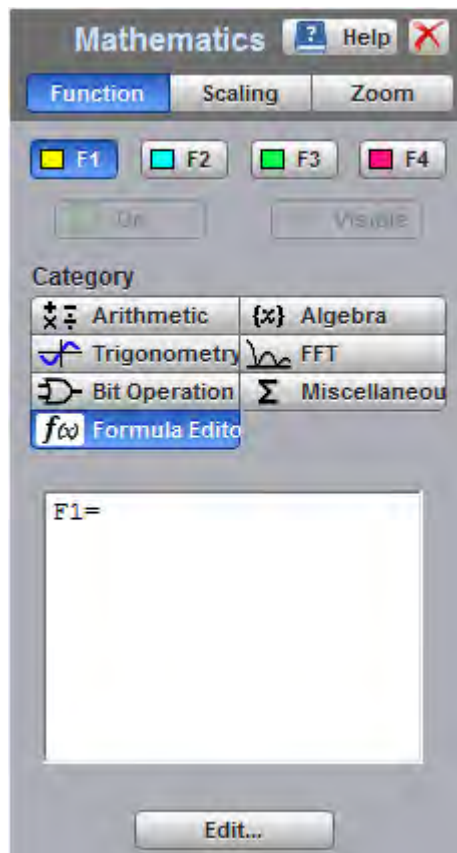 Mathematics ? Help
Function Scaling Zoom
F1 F2 F3 F4
On Visible
Category
Arithmetic {x} Algebra
Trigonometry FFT
Bit Operation Σ Miscellaneou
f(x) Formula Edito
F1=
Edit...